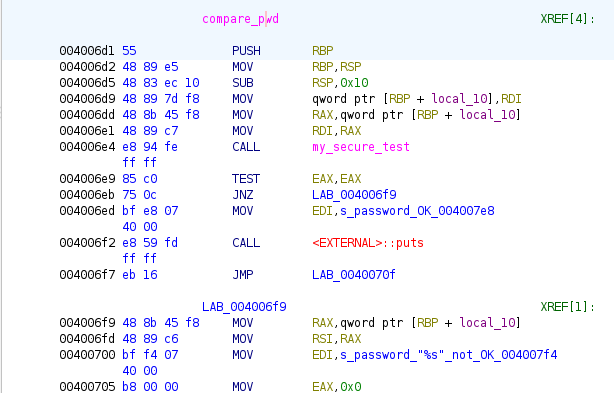 compare_pwd XREF[4]:
004006d1 55 PUSH RBP
004006d2 48 89 e5 MOV RBP,RSP
004006d5 48 83 ec 10 SUB RSP,0x10
004006d9 48 89 7d f8 MOV qword ptr [RBP + local_10],RDI
004006dd 48 8b 45 f8 MOV RAX,qword ptr [RBP + local_10]
004006e1 48 89 c7 MOV RDI,RAX
004006e4 e8 94 fe CALL my_secure_test
ff ff
004006e9 85 c0 TEST EAX,EAX
004006eb 75 0c JNZ LAB_004006f9
004006ed bf e8 07 MOV EDI,s_password_OK_004007e8
40 00
004006f2 e8 59 fd CALL <EXTERNAL>::puts
ff ff
004006f7 eb 16 JMP LAB_0040070f
LAB_004006f9 XREF[1]:
004006f9 48 8b 45 f8 MOV RAX,qword ptr [RBP + local_10]
004006fd 48 89 c6 MOV RSI,RAX
00400700 bf f4 07 MOV EDI,s_password_"%s"_not_OK_004007f4
40 00
00400705 b8 00 00 MOV EAX,0x0